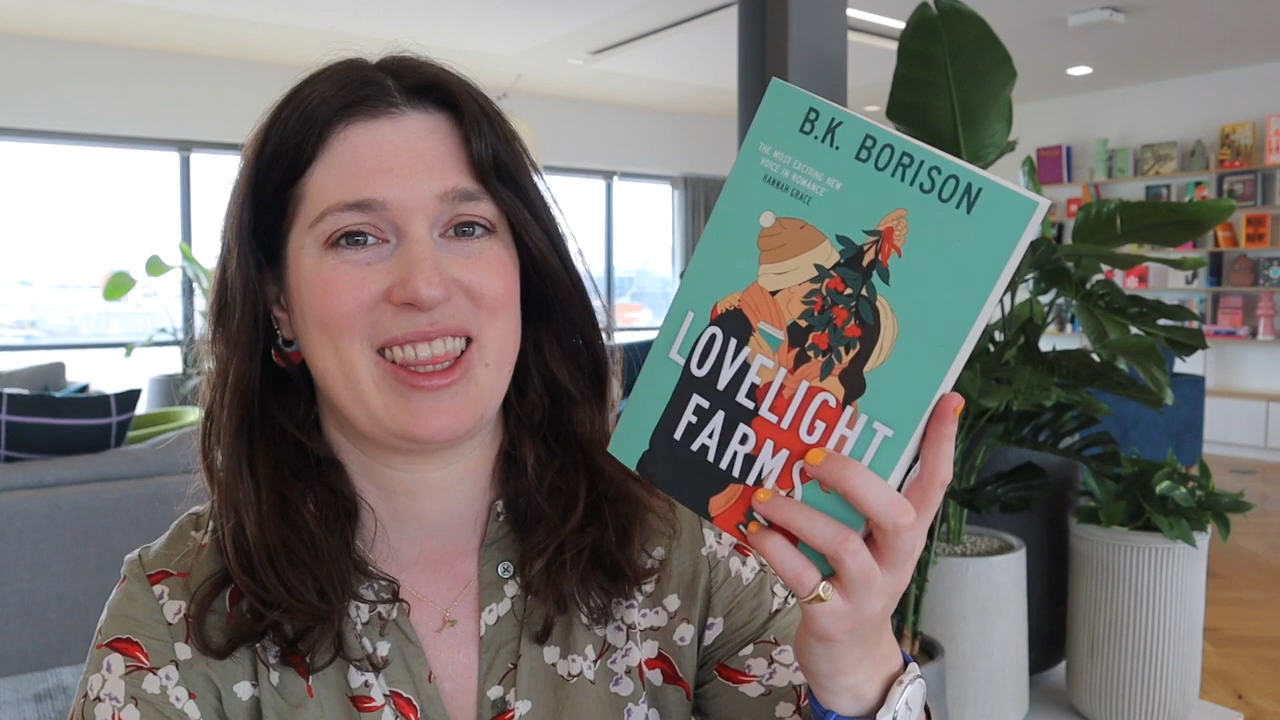 B.K. BORISON
THE MOST EXCITING NEW
VOICE IN ROMANCE
HANNAH GRACE
LOVELIGHT
FARMS